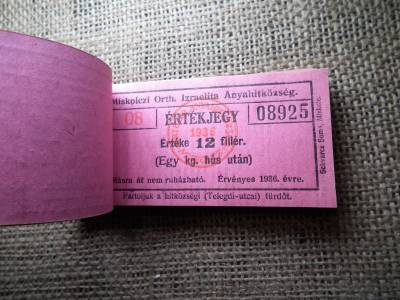 Miskolczi Orth. Izraelita Anyahitközség.
08 ÉRTÉKJEGY 08925
1936
Értéke 12 fillér.
(Egy kg. hús után)
Másra át nem ruházható. Érvényes 1936. évre.
Pártoljuk a hitközségi (Telegdi-utcai) fürdőt.